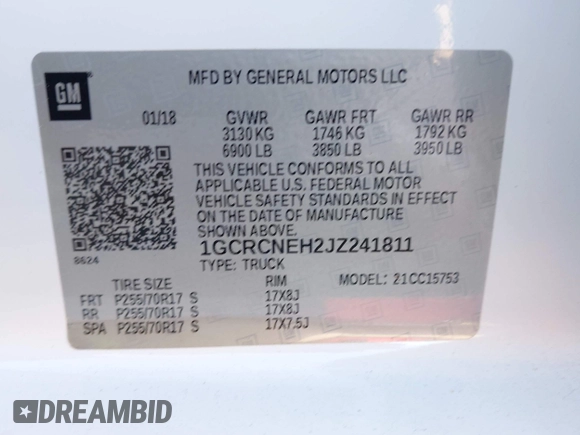 GM
MFD BY GENERAL MOTORS LLC
01/18 GVWR GAWR FRT GAWR RR
3130 KG 1746 KG 1792 KG
6900 LB 3850 LB 3950 LB
THIS VEHICLE CONFORMS TO ALL
APPLICABLE U.S. FEDERAL MOTOR
VEHICLE SAFETY STANDARDS IN EFFECT
ON THE DATE OF MANUFACTURE
SHOWN ABOVE.
8624
1GCRCNEH2JZ241811
TYPE: TRUCK MODEL: 21CC15753
TIRE SIZE RIM
FRT P255/70R17 S 17X8J
RR P255/70R17 S 17X8J
SPA P255/70R17 S 17X7.5J
DREAMBID